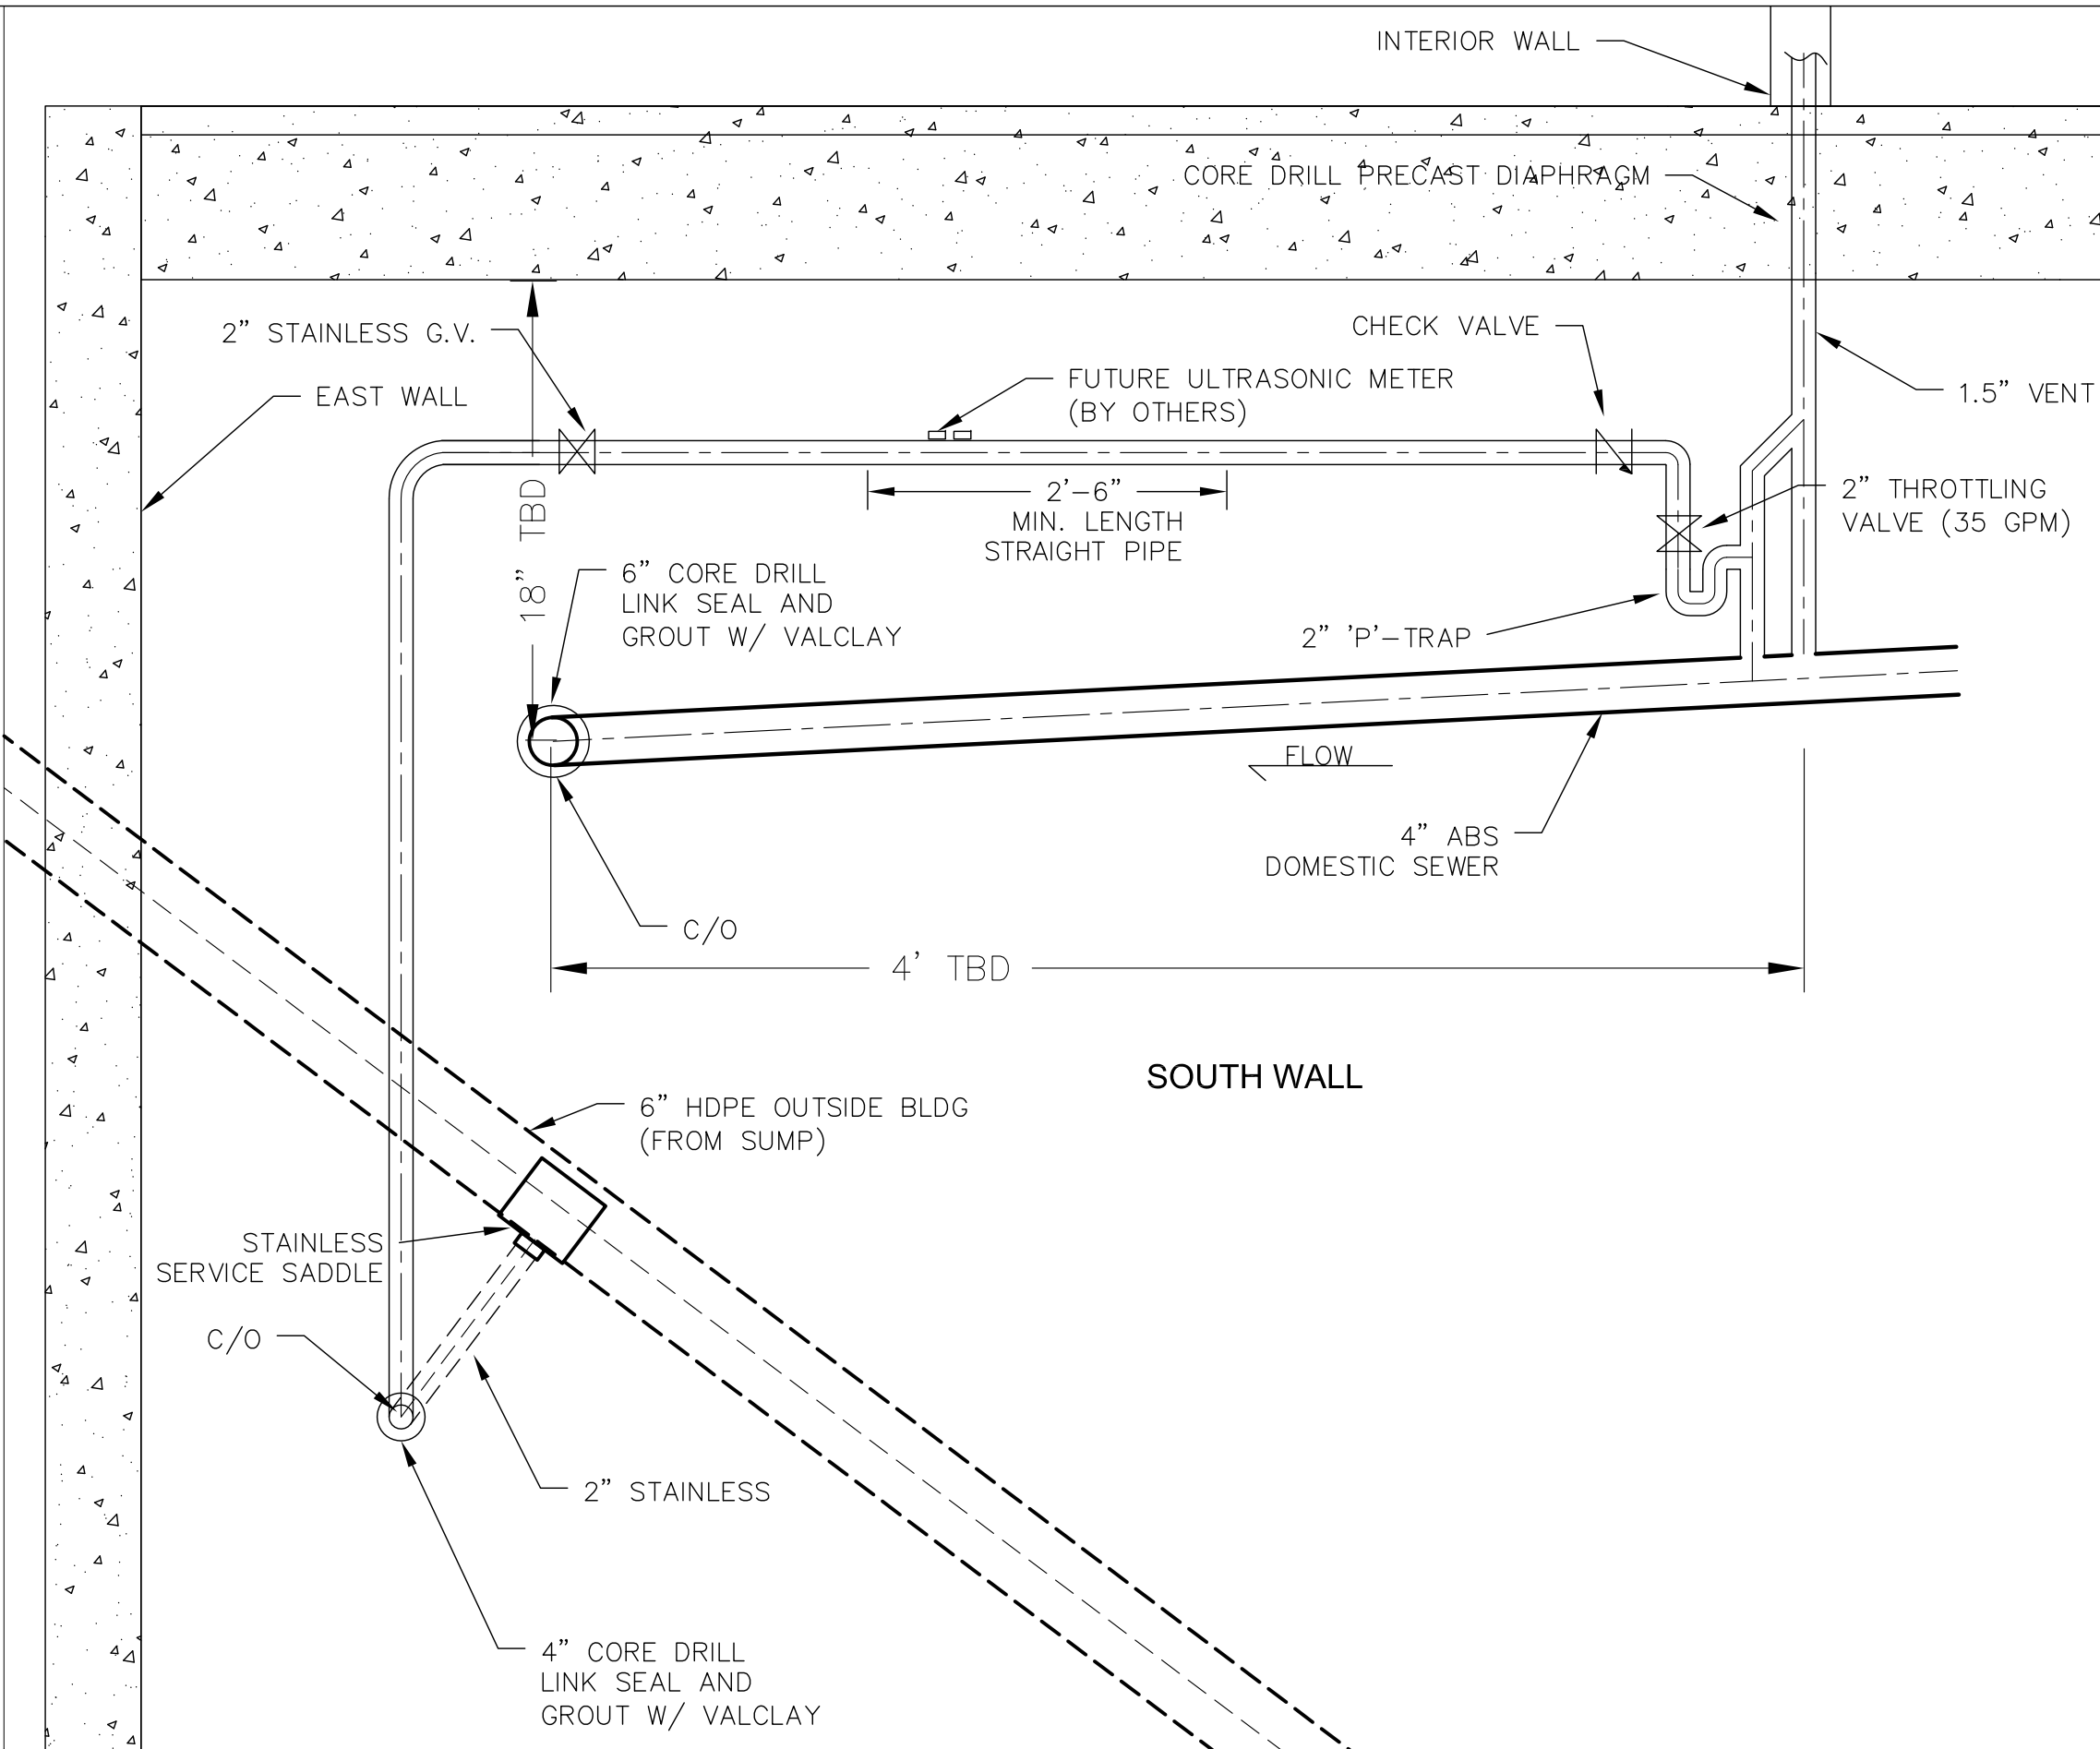 INTERIOR WALL
CORE DRILL PRECAST DIAPHRAGM
2" STAINLESS G.V.
CHECK VALVE
EAST WALL
FUTURE ULTRASONIC METER
(BY OTHERS)
1.5" VENT
18" TBD
2'-6"
MIN. LENGTH
STRAIGHT PIPE
2" THROTTLING
VALVE (35 GPM)
6" CORE DRILL
LINK SEAL AND
GROUT W/ VALCLAY
2" 'P'-TRAP
FLOW
4" ABS
DOMESTIC SEWER
C/O
4' TBD
SOUTH WALL
6" HDPE OUTSIDE BLDG
(FROM SUMP)
STAINLESS
SERVICE SADDLE
C/O
2" STAINLESS
4" CORE DRILL
LINK SEAL AND
GROUT W/ VALCLAY